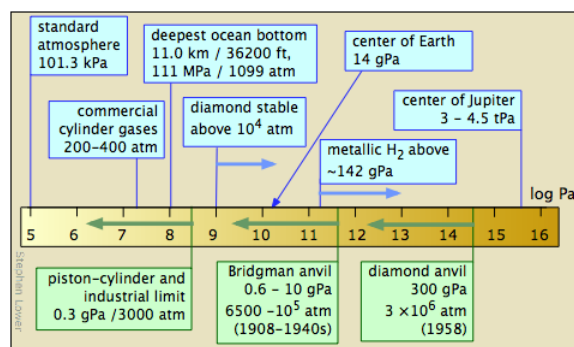 standard
atmosphere
101.3 kPa
deepest ocean bottom
11.0 km / 36200 ft,
111 MPa / 1099 atm
center of Earth
14 gPa
commercial
cylinder gases
200-400 atm
diamond stable
above 10⁴ atm
center of Jupiter
3 - 4.5 tPa
metallic H₂ above
~142 gPa
log Pa
5 6 7 8 9 10 11 12 13 14 15 16
piston-cylinder and
industrial limit
0.3 gPa /3000 atm
Bridgman anvil
0.6 - 10 gPa
6500 -10⁵ atm
(1908-1940s)
diamond anvil
300 gPa
3 ×10⁶ atm
(1958)
Stephen Lower